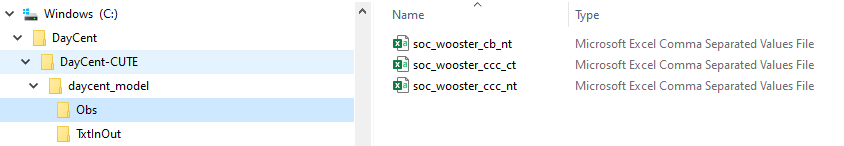 Windows (C:)
DayCent
DayCent-CUTE
daycent_model
Obs
TxtInOut
Name Type
soc_wooster_cb_nt Microsoft Excel Comma Separated Values File
soc_wooster_ccc_ct Microsoft Excel Comma Separated Values File
soc_wooster_ccc_nt Microsoft Excel Comma Separated Values File